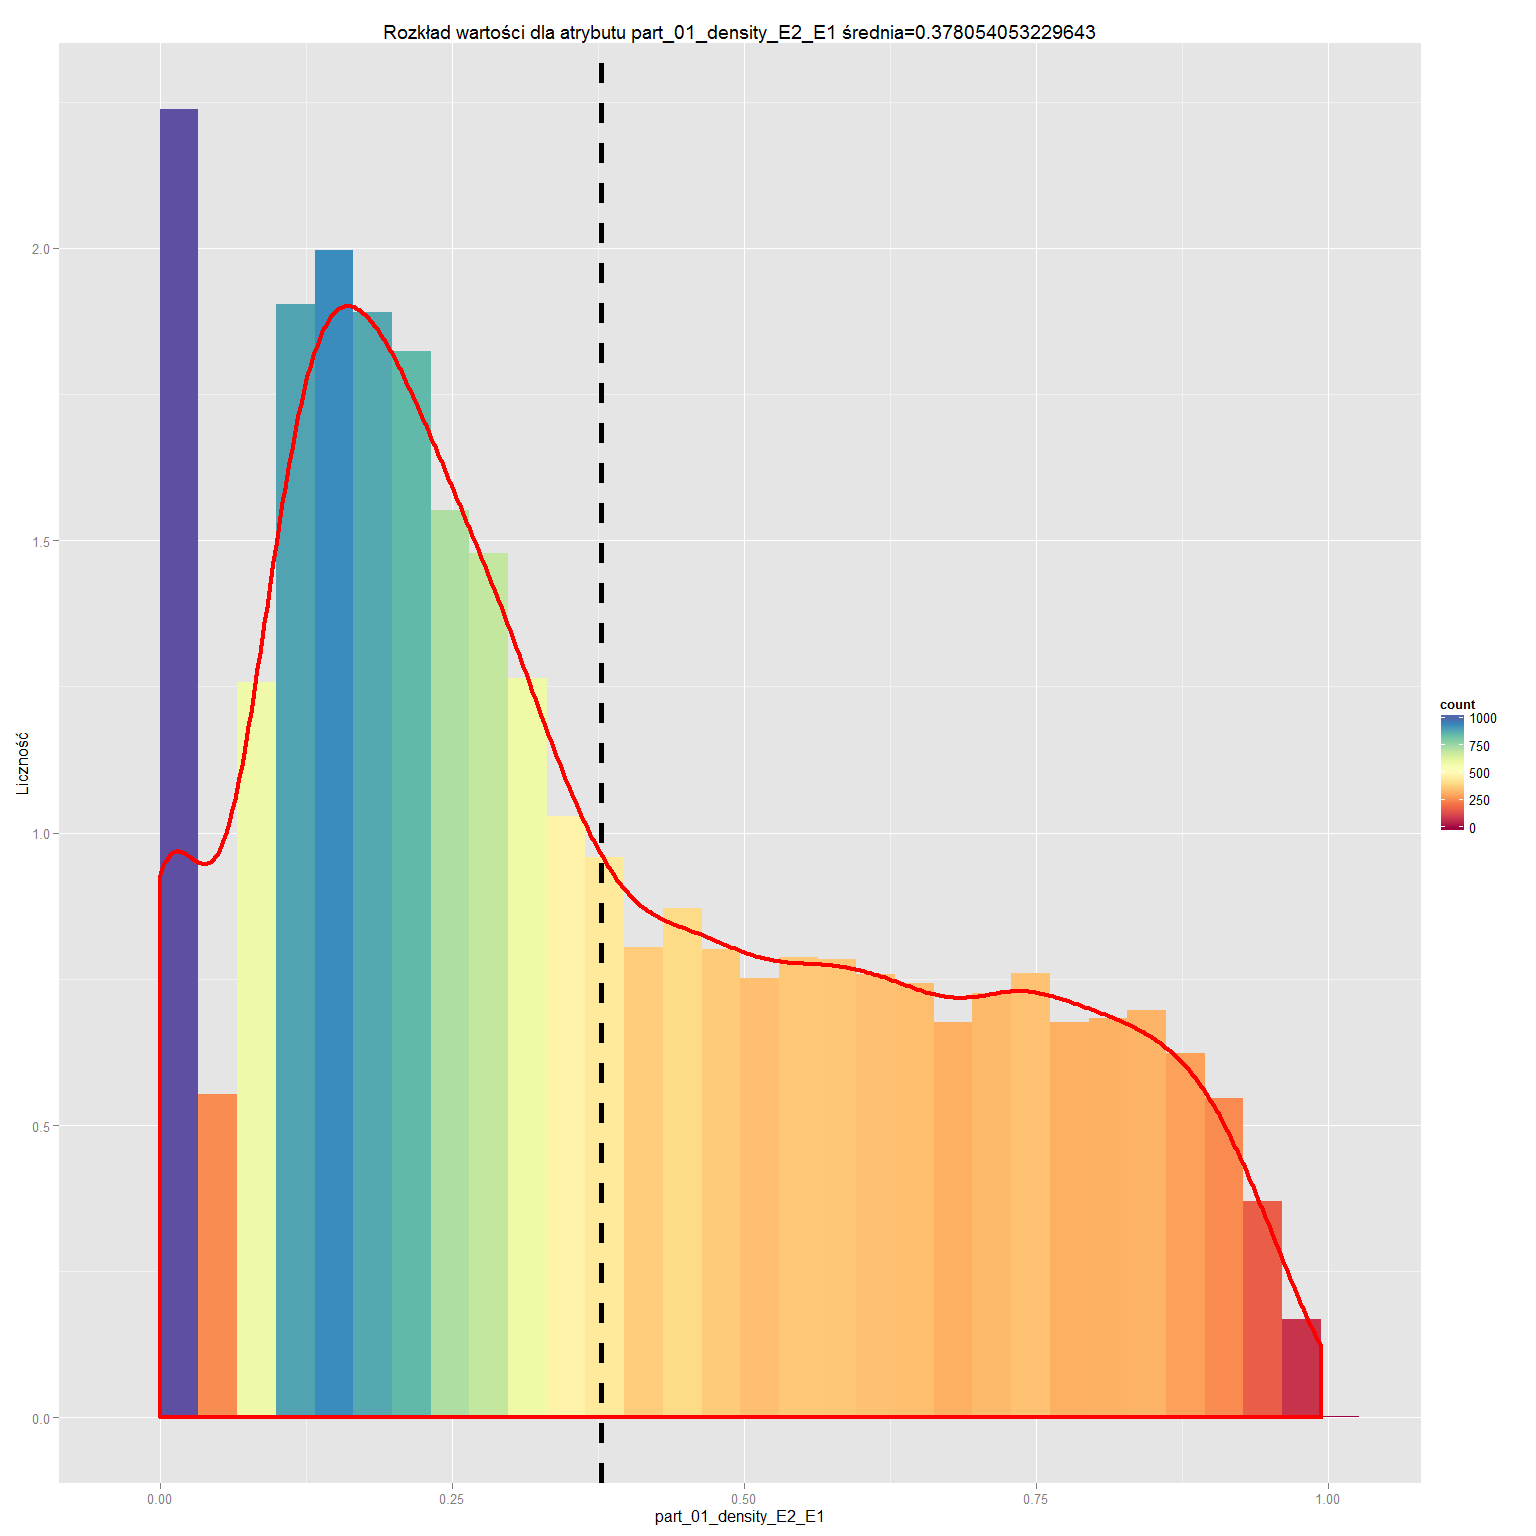 Rozkład wartości dla atrybutu part_01_density_E2_E1 średnia=0.378054053229643
Liczność
2.0
1.5
1.0
0.5
0.0
0.00 0.25 0.50 0.75 1.00
part_01_density_E2_E1
count
1000
750
500
250
0